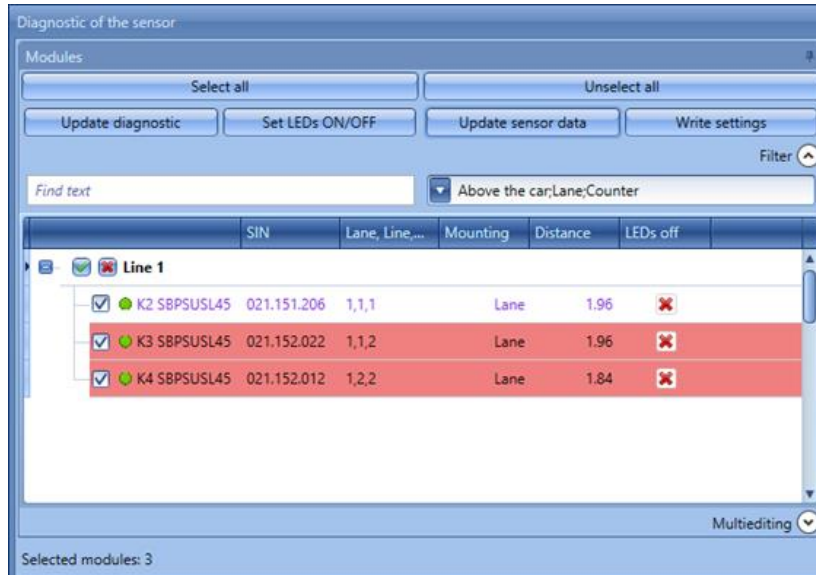 Diagnostic of the sensor
Modules
Select all Unselect all
Update diagnostic Set LEDs ON/OFF Update sensor data Write settings
Filter
Find text Above the car;Lane;Counter
SIN Lane, Line,... Mounting Distance LEDs off
Line 1
K2 SBPSUSL45 021.151.206 1,1,1 Lane 1.96
K3 SBPSUSL45 021.152.022 1,1,2 Lane 1.96
K4 SBPSUSL45 021.152.012 1,2,2 Lane 1.84
Multiediting
Selected modules: 3